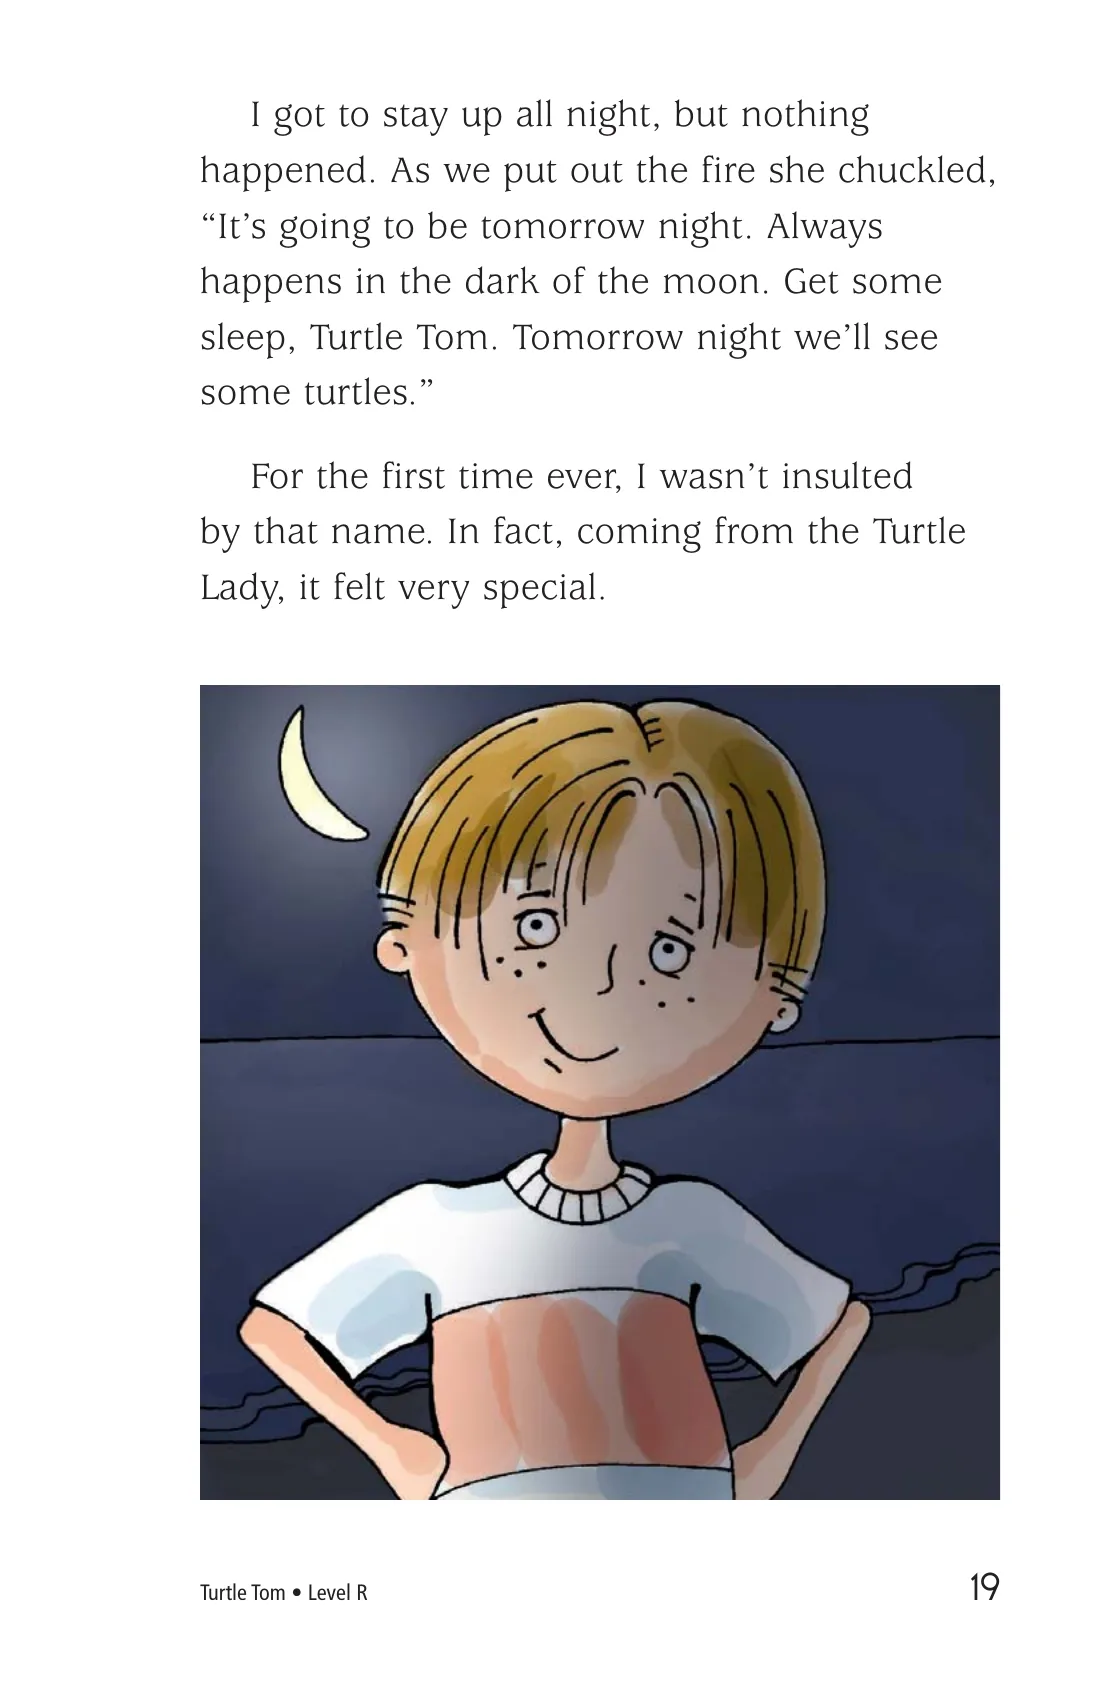 I got to stay up all night, but nothing
happened. As we put out the fire she chuckled,
“It’s going to be tomorrow night. Always
happens in the dark of the moon. Get some
sleep, Turtle Tom. Tomorrow night we’ll see
some turtles.”
For the first time ever, I wasn’t insulted
by that name. In fact, coming from the Turtle
Lady, it felt very special.
Turtle Tom • Level R
19